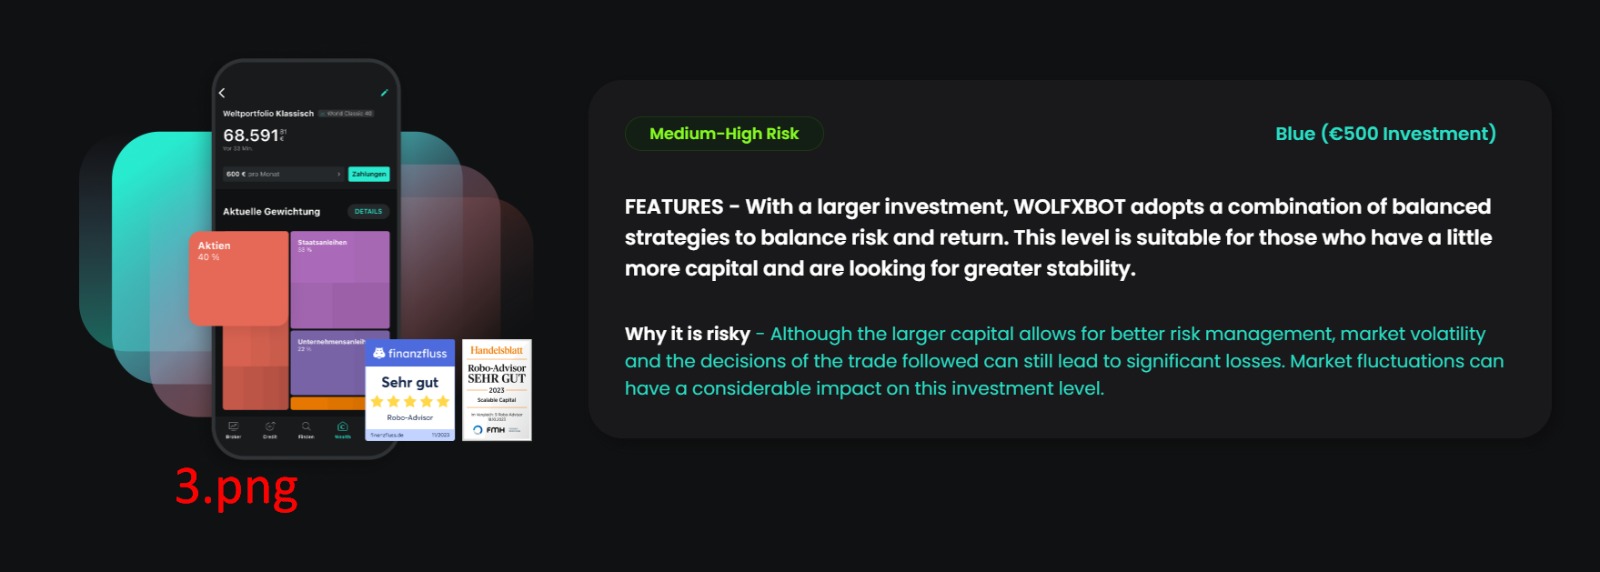 Weltportfolio Klassisch
World Classic 40
68.591 81 €
Vor 23 Min.
600 € pro Monat
Zahlungen
Aktuelle Gewichtung
DETAILS
Aktien
40 %
Staatsanleihen
Unternehmensanleih
Broker
Credit
Wealth
finanzfluss
Sehr gut
Robo-Advisor
finanzfluss.de 11/2023
Handelsblatt
Robo-Advisor
SEHR GUT
2023
Scalable Capital
FMH
3.png
Medium-High Risk
Blue (€500 Investment)
FEATURES - With a larger investment, WOLFXBOT adopts a combination of balanced
strategies to balance risk and return. This level is suitable for those who have a little
more capital and are looking for greater stability.
Why it is risky - Although the larger capital allows for better risk management, market volatility
and the decisions of the trade followed can still lead to significant losses. Market fluctuations can
have a considerable impact on this investment level.